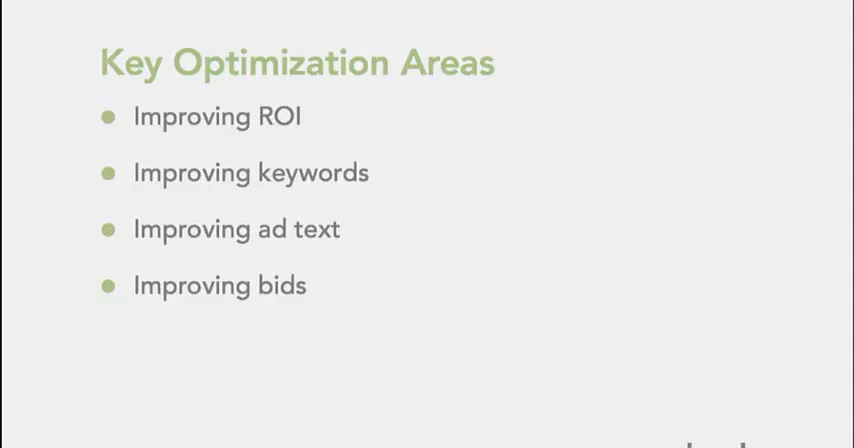 Key Optimization Areas
Improving ROI
Improving keywords
Improving ad text
Improving bids